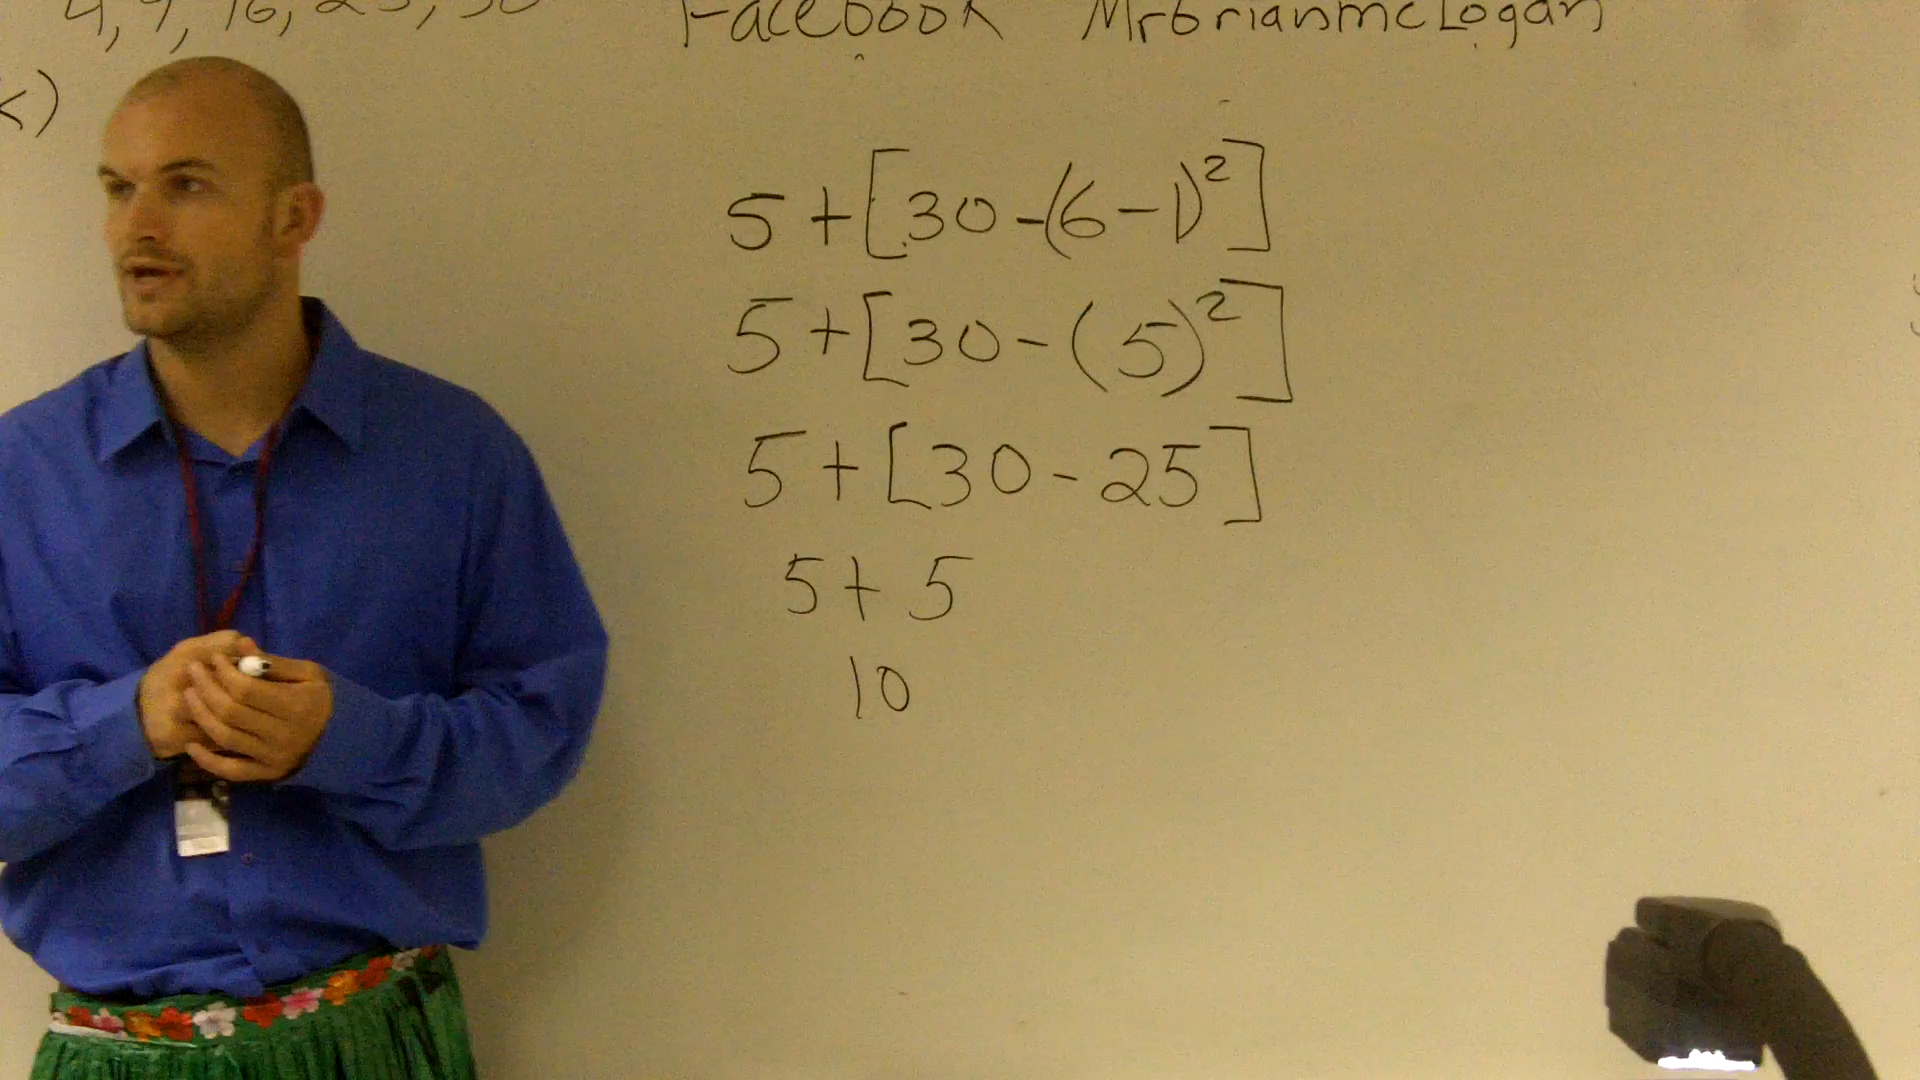 4, 9, 16, 25, 36 Facebook MrbrianmcLogan
x)
5+[30-(6-1)²]
5+[30-(5)²]
5+[30-25]
5+5
10